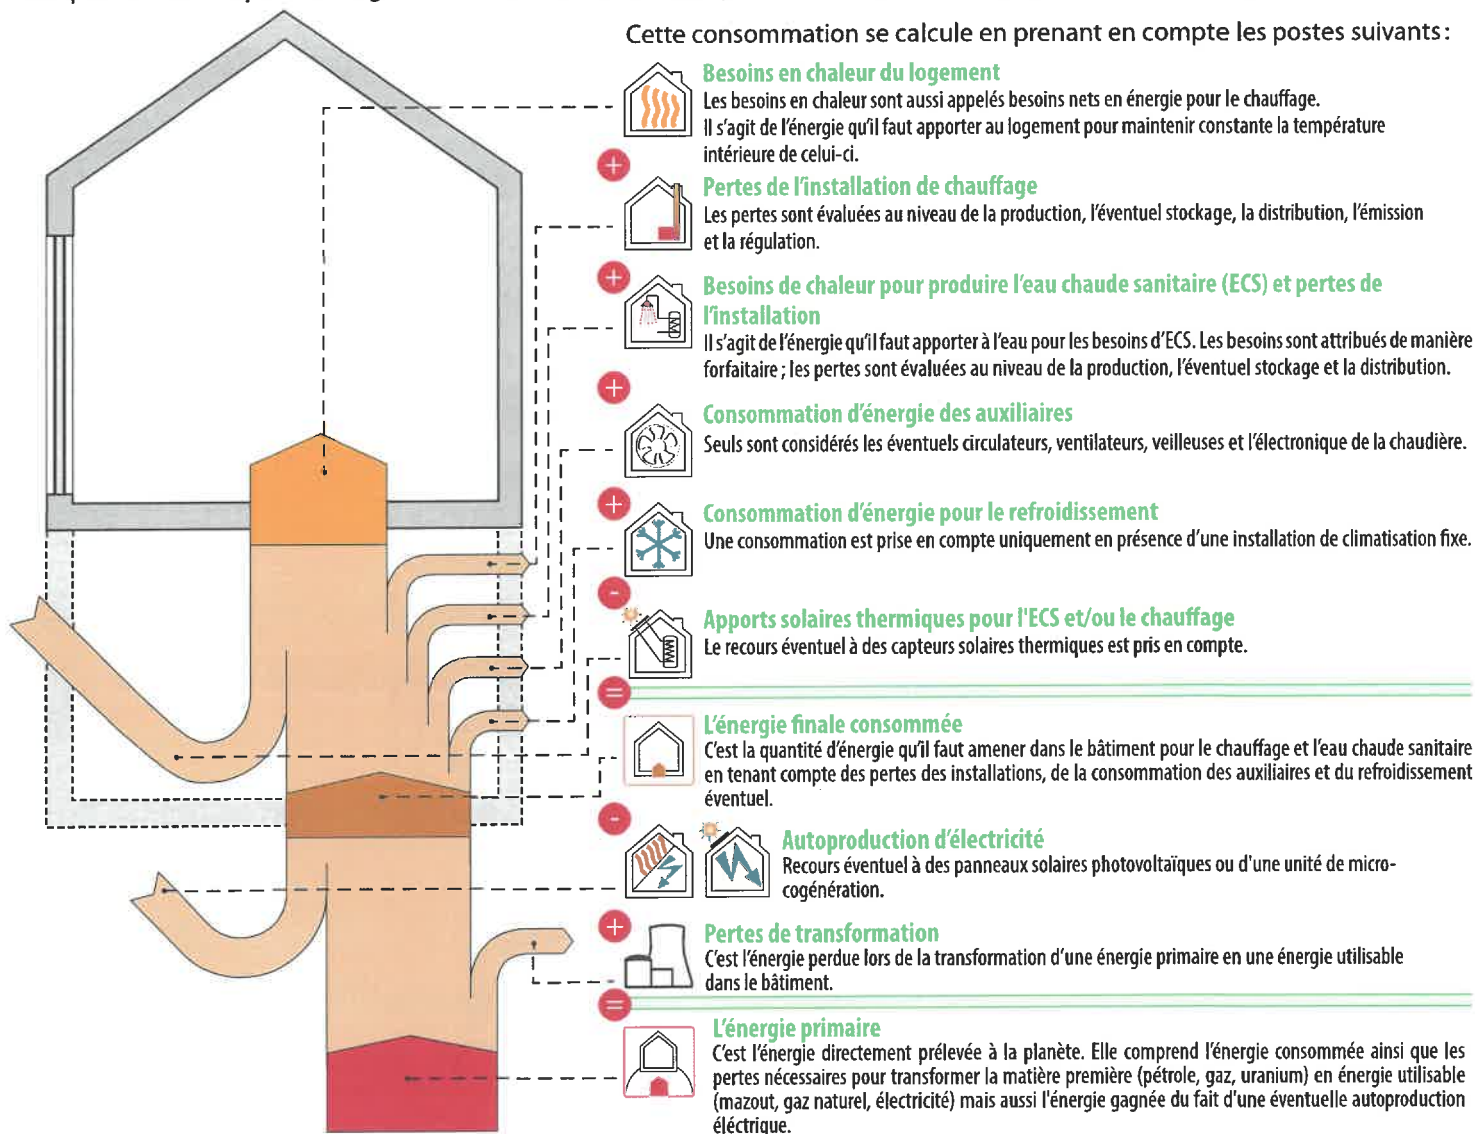 Cette consommation se calcule en prenant en compte les postes suivants :
Besoins en chaleur du logement
Les besoins en chaleur sont aussi appelés besoins nets en énergie pour le chauffage.
Il s'agit de l'énergie qu'il faut apporter au logement pour maintenir constante la température
intérieure de celui-ci.
+
Pertes de l'installation de chauffage
Les pertes sont évaluées au niveau de la production, l'éventuel stockage, la distribution, l'émission
et la régulation.
+
Besoins de chaleur pour produire l'eau chaude sanitaire (ECS) et pertes de
l'installation
Il s'agit de l'énergie qu'il faut apporter à l'eau pour les besoins d'ECS. Les besoins sont attribués de manière
forfaitaire ; les pertes sont évaluées au niveau de la production, l'éventuel stockage et la distribution.
+
Consommation d'énergie des auxiliaires
Seuls sont considérés les éventuels circulateurs, ventilateurs, veilleuses et l'électronique de la chaudière.
+
Consommation d'énergie pour le refroidissement
Une consommation est prise en compte uniquement en présence d'une installation de climatisation fixe.
-
Apports solaires thermiques pour l'ECS et/ou le chauffage
Le recours éventuel à des capteurs solaires thermiques est pris en compte.
=
L'énergie finale consommée
C'est la quantité d'énergie qu'il faut amener dans le bâtiment pour le chauffage et l'eau chaude sanitaire
en tenant compte des pertes des installations, de la consommation des auxiliaires et du refroidissement
éventuel.
-
Autoproduction d'électricité
Recours éventuel à des panneaux solaires photovoltaïques ou d'une unité de micro-
cogénération.
+
Pertes de transformation
C'est l'énergie perdue lors de la transformation d'une énergie primaire en une énergie utilisable
dans le bâtiment.
=
L'énergie primaire
C'est l'énergie directement prélevée à la planète. Elle comprend l'énergie consommée ainsi que les
pertes nécessaires pour transformer la matière première (pétrole, gaz, uranium) en énergie utilisable
(mazout, gaz naturel, électricité) mais aussi l'énergie gagnée du fait d'une éventuelle autoproduction
éléctrique.